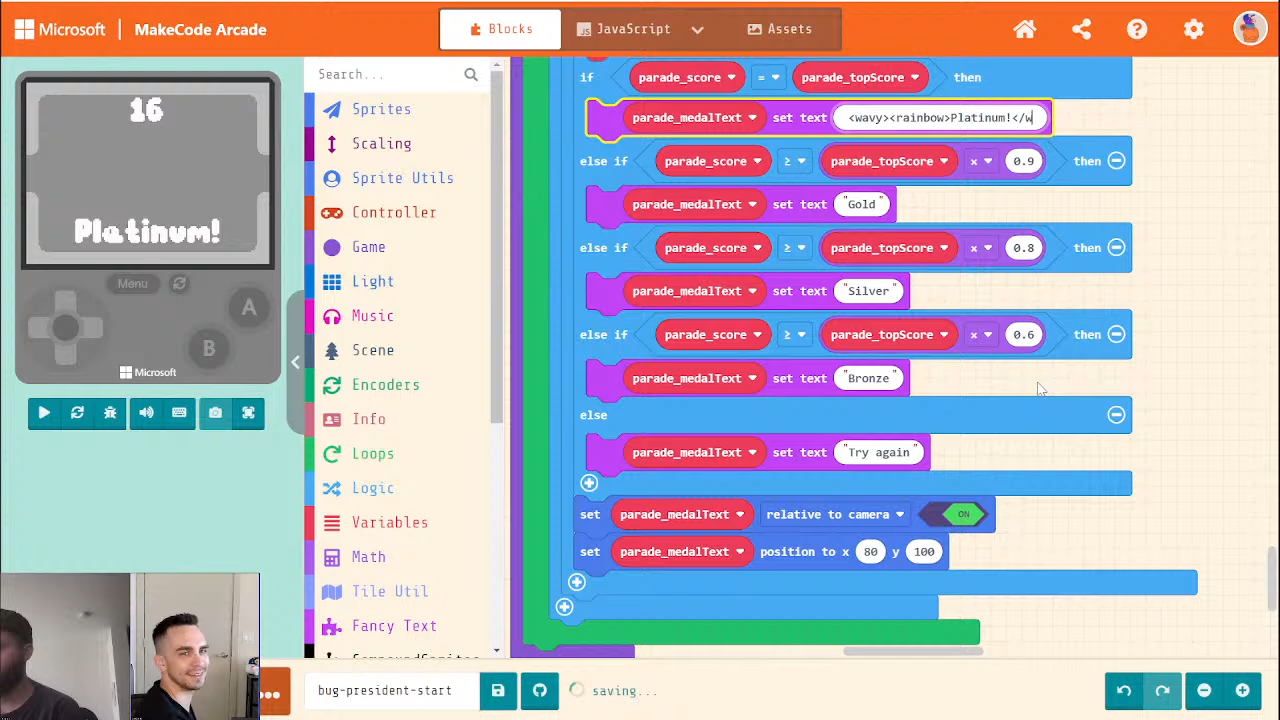 Microsoft | MakeCode Arcade
Blocks
JavaScript
Assets
16
Platinum!
Menu
A
B
Microsoft
Search...
Sprites
Scaling
Sprite Utils
Controller
Game
Light
Music
Scene
Encoders
Info
Loops
Logic
Variables
Math
Tile Util
Fancy Text
CompoundSprites
if parade_score = parade_topScore then
parade_medalText set text <wavy><rainbow>Platinum!</w
else if parade_score ≥ parade_topScore x 0.9 then
parade_medalText set text "Gold"
else if parade_score ≥ parade_topScore x 0.8 then
parade_medalText set text "Silver"
else if parade_score ≥ parade_topScore x 0.6 then
parade_medalText set text "Bronze"
else
parade_medalText set text "Try again"
set parade_medalText relative to camera ON
set parade_medalText position to x 80 y 100
bug-president-start
saving...